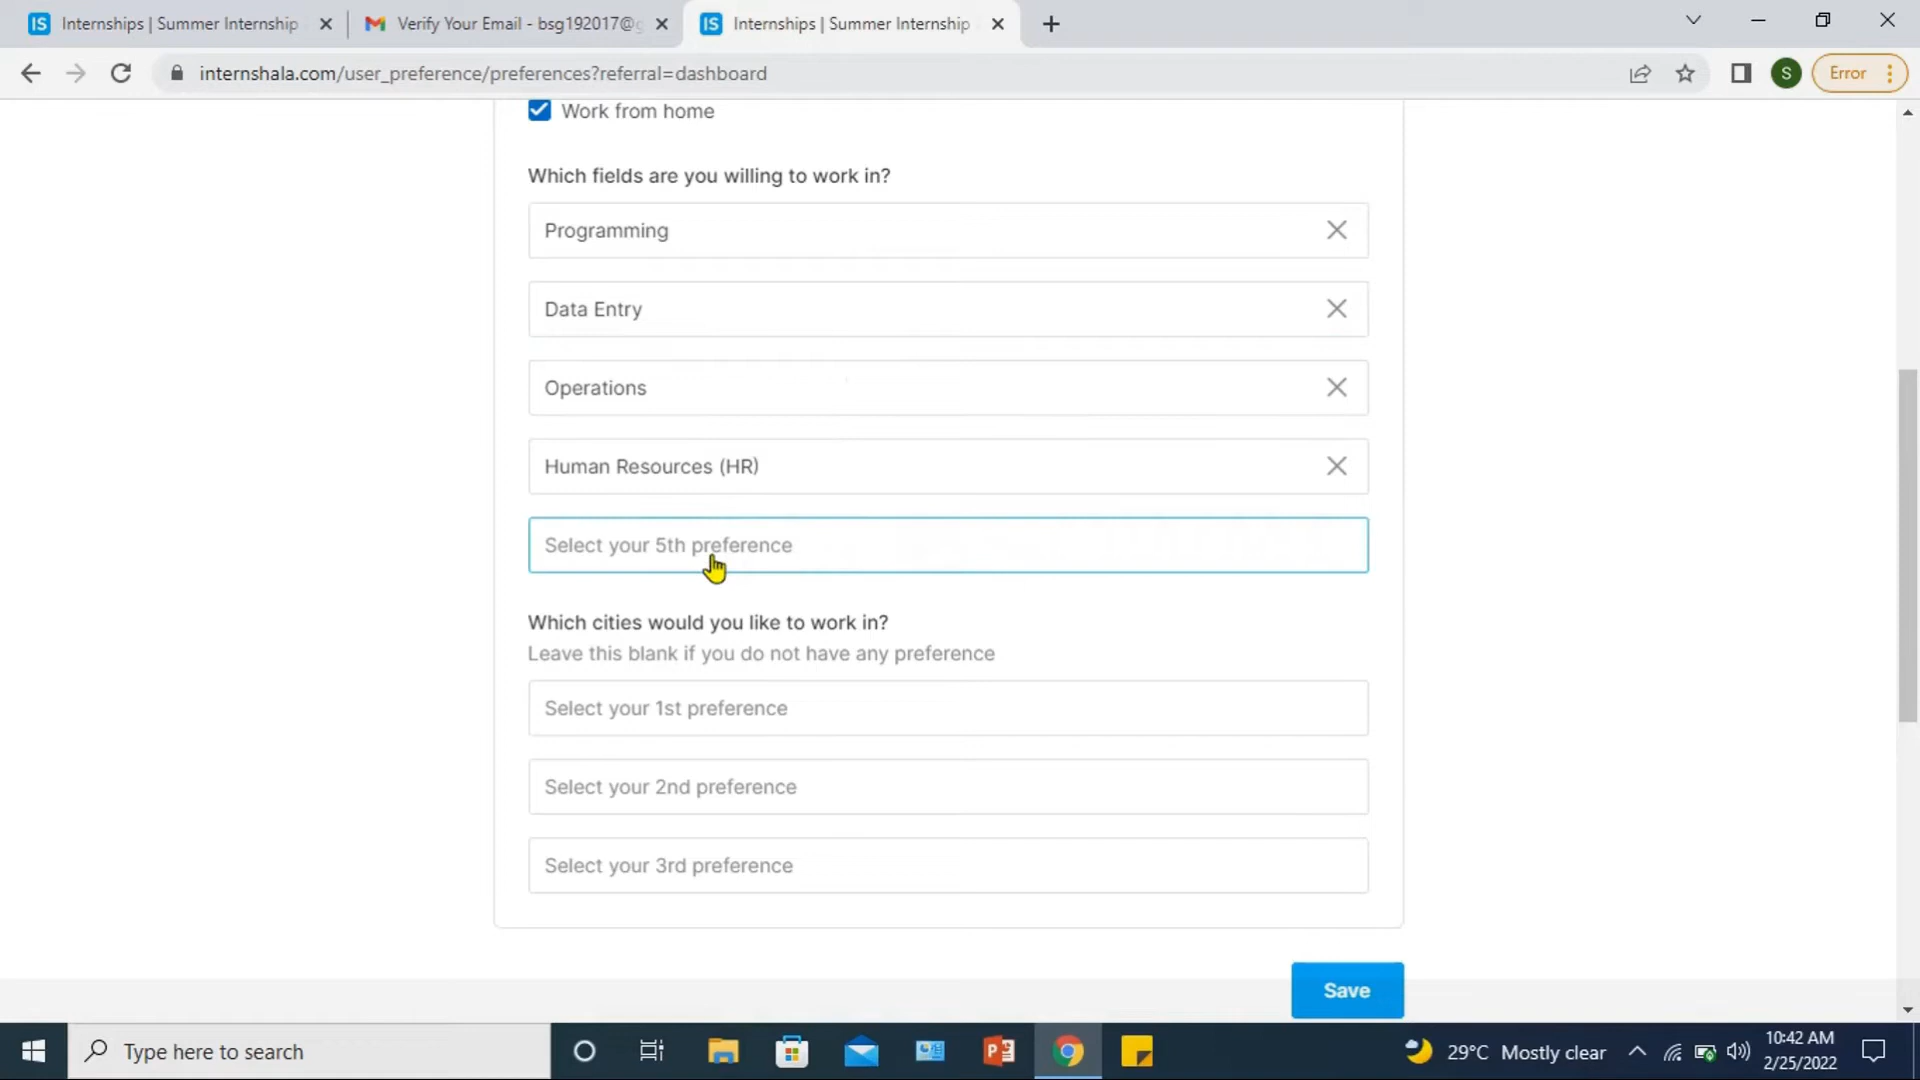 IS Internships | Summer Internship
Verify Your Email - bsg192017@g
IS Internships | Summer Internship
internshala.com/user_preference/preferences?referral=dashboard
S
Error
Work from home
Which fields are you willing to work in?
Programming
Data Entry
Operations
Human Resources (HR)
Select your 5th preference
Which cities would you like to work in?
Leave this blank if you do not have any preference
Select your 1st preference
Select your 2nd preference
Select your 3rd preference
Save
Type here to search
29°C Mostly clear
10:42 AM
2/25/2022